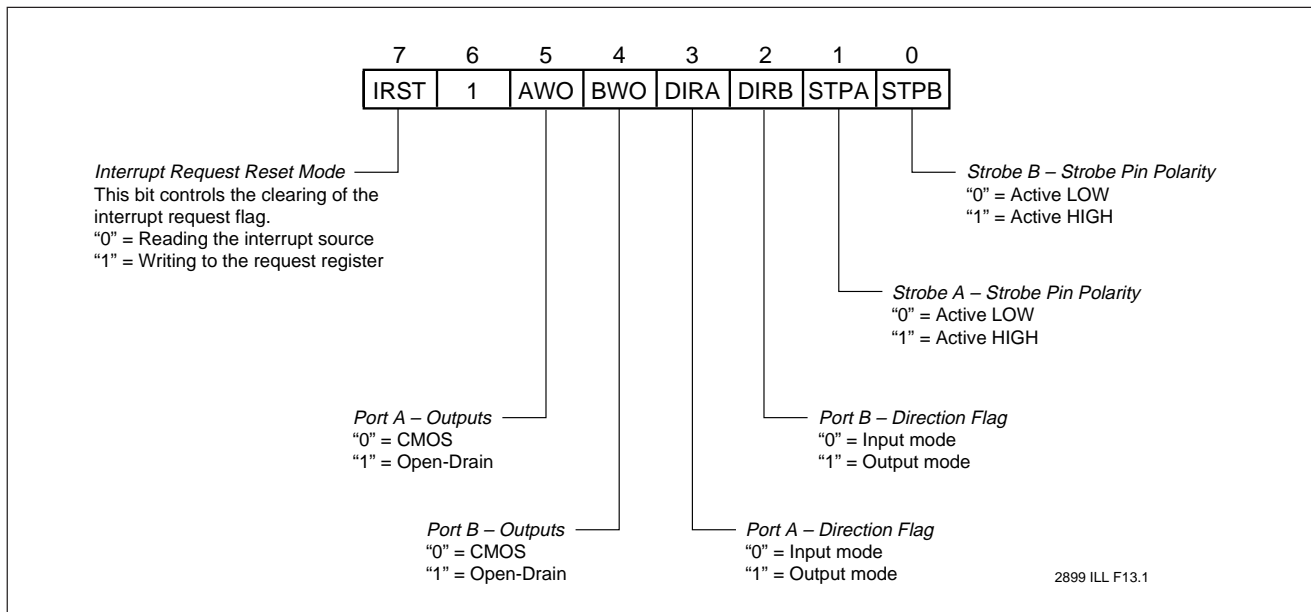 7 6 5 4 3 2 1 0
IRST 1 AWO BWO DIRA DIRB STPA STPB
Interrupt Request Reset Mode
This bit controls the clearing of the
interrupt request flag.
“0” = Reading the interrupt source
“1” = Writing to the request register
Strobe B – Strobe Pin Polarity
“0” = Active LOW
“1” = Active HIGH
Strobe A – Strobe Pin Polarity
“0” = Active LOW
“1” = Active HIGH
Port A – Outputs
“0” = CMOS
“1” = Open-Drain
Port B – Direction Flag
“0” = Input mode
“1” = Output mode
Port B – Outputs
“0” = CMOS
“1” = Open-Drain
Port A – Direction Flag
“0” = Input mode
“1” = Output mode
2899 ILL F13.1